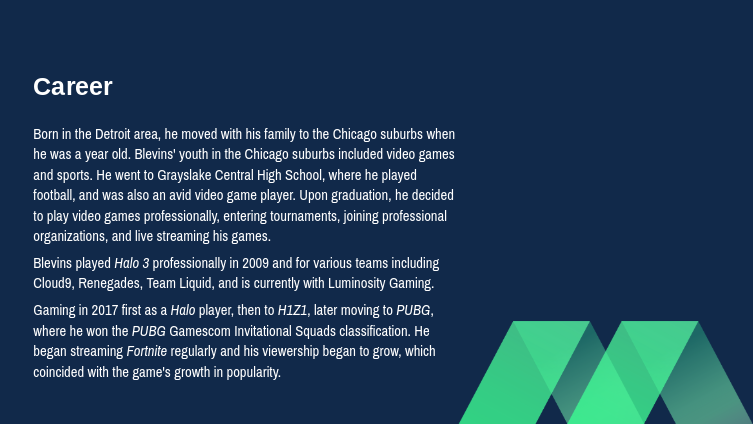 Career
Born in the Detroit area, he moved with his family to the Chicago suburbs when
he was a year old. Blevins' youth in the Chicago suburbs included video games
and sports. He went to Grayslake Central High School, where he played
football, and was also an avid video game player. Upon graduation, he decided
to play video games professionally, entering tournaments, joining professional
organizations, and live streaming his games.
Blevins played Halo 3 professionally in 2009 and for various teams including
Cloud9, Renegades, Team Liquid, and is currently with Luminosity Gaming.
Gaming in 2017 first as a Halo player, then to H1Z1, later moving to PUBG,
where he won the PUBG Gamescom Invitational Squads classification. He
began streaming Fortnite regularly and his viewership began to grow, which
coincided with the game's growth in popularity.